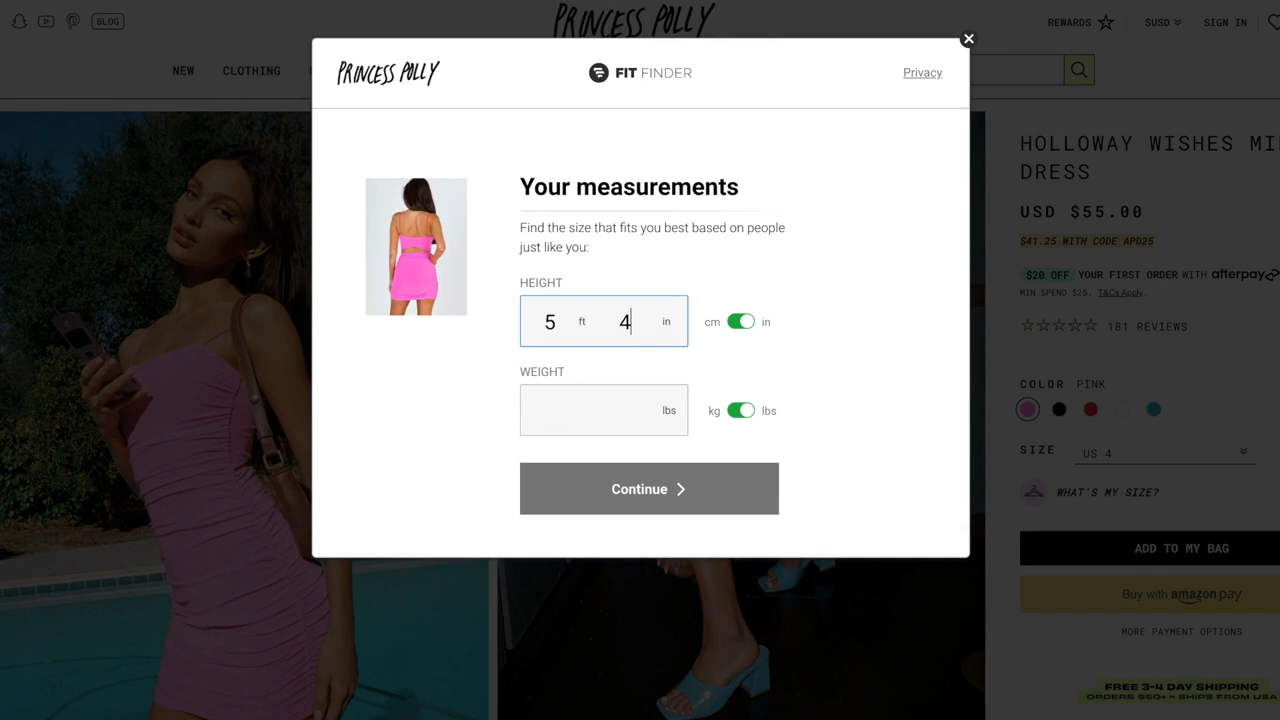 BLOG
PRINCESS POLLY
REWARDS
$USD
SIGN IN
NEW
CLOTHING
PRINCESS POLLY
FIT FINDER
Privacy
Your measurements
Find the size that fits you best based on people
just like you:
HEIGHT
5 ft 4 in
cm in
WEIGHT
lbs
kg lbs
Continue
HOLLOWAY WISHES
DRESS
USD $55.00
$41.25 WITH CODE APD25
$20 OFF YOUR FIRST ORDER WITH afterpay
MIN SPEND $25. T&Cs Apply.
181 REVIEWS
COLOR PINK
SIZE US 4
WHAT'S MY SIZE?
ADD TO MY BAG
Buy with amazon pay
MORE PAYMENT OPTIONS
FREE 3-4 DAY SHIPPING
ORDERS $50+ - SHIPS FROM USA